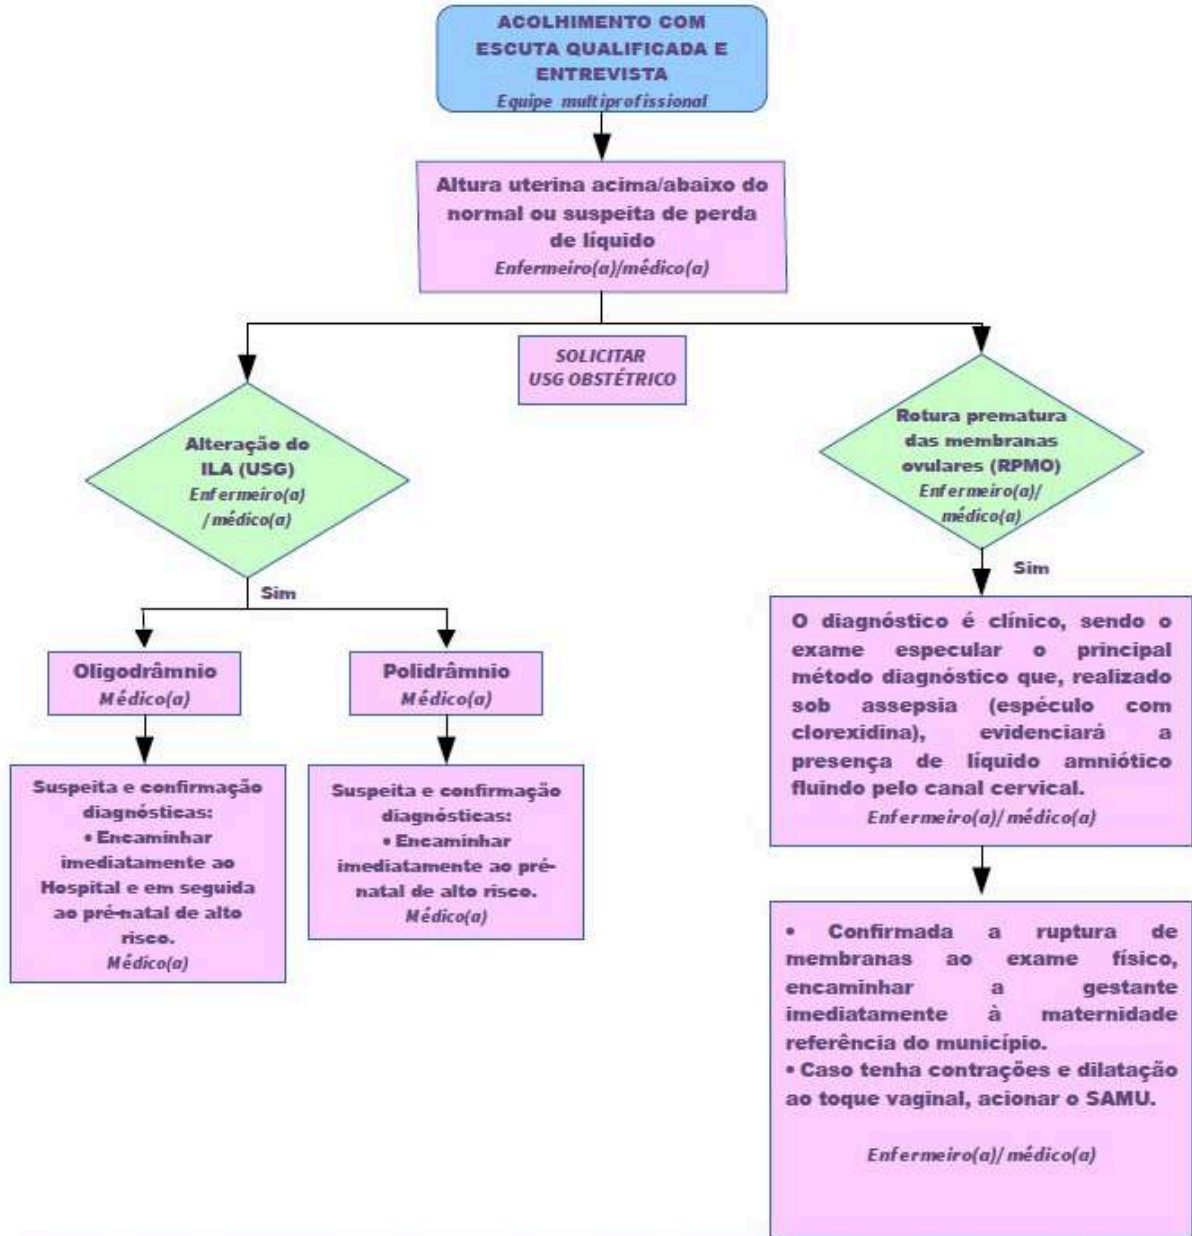 ACOLHIMENTO COM
ESCUTA QUALIFICADA E
ENTREVISTA
Equipe multiprofissional
Altura uterina acima/abaixo do
normal ou suspeita de perda
de líquido
Enfermeiro(a)/médico(a)
SOLICITAR
USG OBSTÉTRICO
Alteração do
ILA (USG)
Enfermeiro(a)
/médico(a)
Sim
Oligodrâmnio
Médico(a)
Polidrâmnio
Médico(a)
Suspeita e confirmação
diagnósticas:
• Encaminhar
imediatamente ao
Hospital e em seguida
ao pré-natal de alto
risco.
Médico(a)
Suspeita e confirmação
diagnósticas:
• Encaminhar
imediatamente ao pré-
natal de alto risco.
Médico(a)
Rotura prematura
das membranas
ovulares (RPMO)
Enfermeiro(a)/
médico(a)
Sim
O diagnóstico é clínico, sendo o
exame especular o principal
método diagnóstico que, realizado
sob assepsia (espéculo com
clorexidina), evidenciará a
presença de líquido amniótico
fluindo pelo canal cervical.
Enfermeiro(a)/médico(a)
• Confirmada a ruptura de
membranas ao exame físico,
encaminhar a gestante
imediatamente à maternidade
referência do município.
• Caso tenha contrações e dilatação
ao toque vaginal, acionar o SAMU.
Enfermeiro(a)/médico(a)